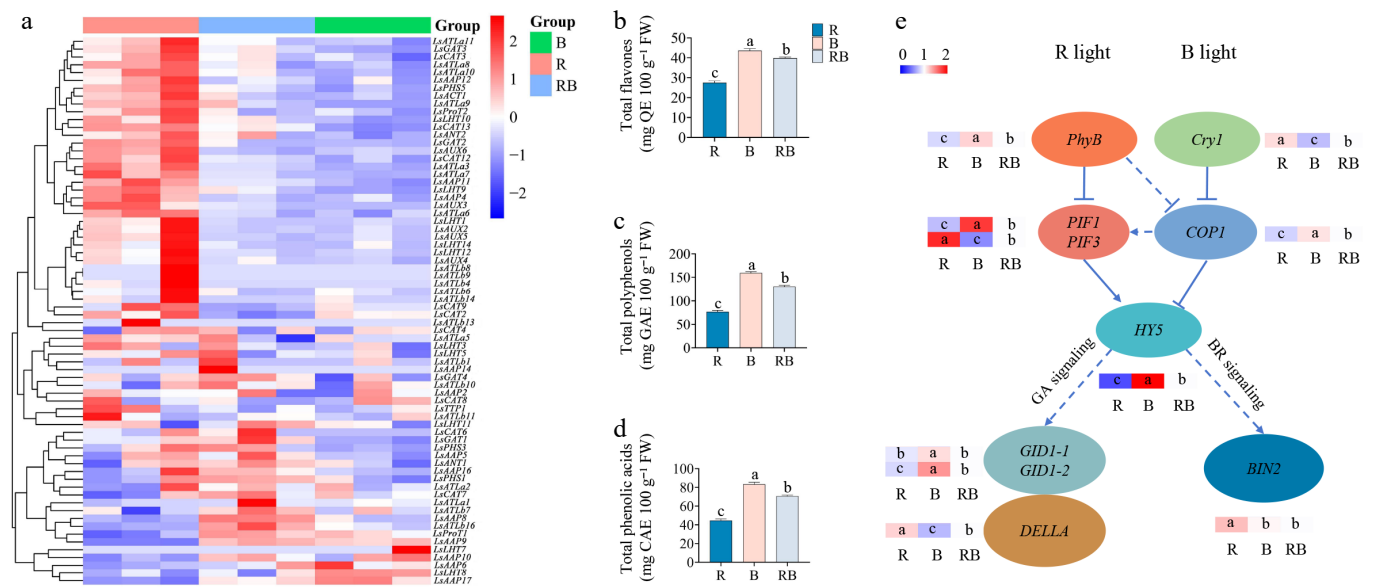 a
Group
LsATLa11
LsGAT3
LsCAT3
LsATLa8
LsATLa10
LsAAP12
LsPHS5
LsACT1
LsATLa9
LsProT2
LsLHT10
LsCAT13
LsANT2
LsGAT2
LsAUX6
LsCAT12
LsATLa3
LsATLa7
LsAAP11
LsLHT9
LsAAP4
LsAUX3
LsATLa6
LsLHT1
LsAUX2
LsAUX5
LsLHT14
LsLHT12
LsAUX4
LsATLb8
LsATLb9
LsATLb4
LsATLb6
LsATLb14
LsCAT9
LsCAT2
LsATLb13
LsCAT4
LsATLa5
LsLHT3
LsLHT5
LsATLb1
LsAAP14
LsGAT4
LsATLb10
LsAAP2
LsCAT8
LsTTP1
LsATLb11
LsLHT11
LsCAT6
LsGAT1
LsPHS3
LsAAP5
LsANT1
LsAAP16
LsPHS1
LsATLa2
LsCAT7
LsATLa1
LsATLb7
LsAAP8
LsATLb16
LsProT1
LsAAP9
LsLHT7
LsAAP10
LsAAP6
LsLHT8
LsAAP17
2
1
0
−1
−2
Group
B
R
RB
b
Total flavones
(mg QE 100 g⁻¹ FW)
50
40
30
20
10
0
c a b
R B RB
R
B
RB
c
Total polyphenols
(mg GAE 100 g⁻¹ FW)
200
150
100
50
0
c a b
R B RB
d
Total phenolic acids
(mg CAE 100 g⁻¹ FW)
100
80
60
40
20
0
c a b
R B RB
e
0 1 2
R light B light
c a b
R B RB
PhyB
Cry1
a c b
R B RB
c a b
a c b
R B RB
PIF1
PIF3
COP1
c a b
R B RB
HY5
c a b
R B RB
GA signaling
BR signaling
b a b
c a b
R B RB
GID1-1
GID1-2
BIN2
a b b
R B RB
a c b
R B RB
DELLA